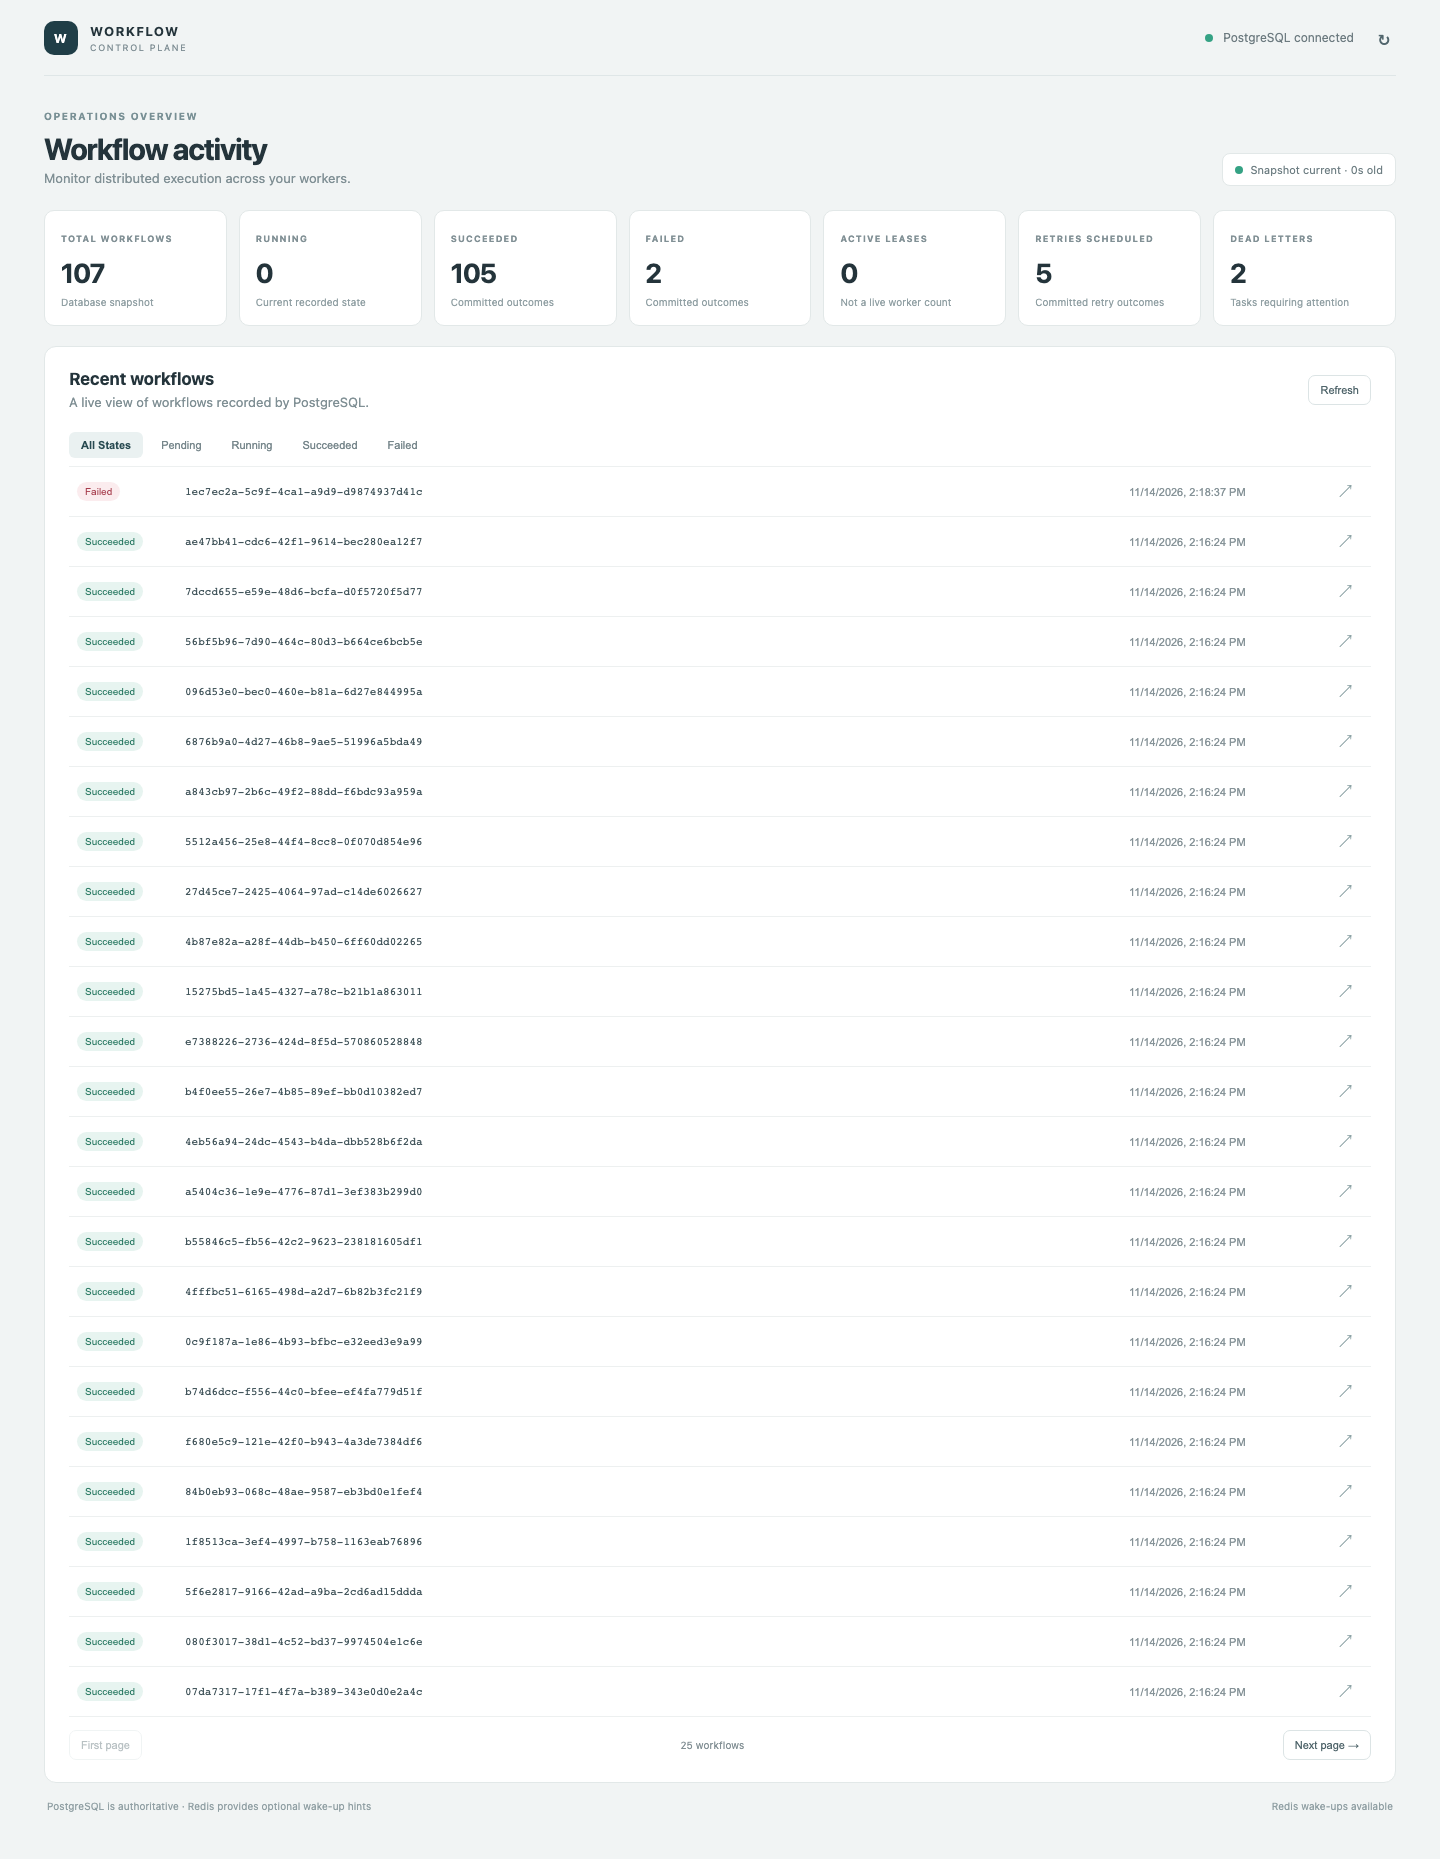 W
WORKFLOW
CONTROL PLANE
PostgreSQL connected
↻
OPERATIONS OVERVIEW
Workflow activity
Monitor distributed execution across your workers.
Snapshot current · 0s old
TOTAL WORKFLOWS
107
Database snapshot
RUNNING
0
Current recorded state
SUCCEEDED
105
Committed outcomes
FAILED
2
Committed outcomes
ACTIVE LEASES
0
Not a live worker count
RETRIES SCHEDULED
5
Committed retry outcomes
DEAD LETTERS
2
Tasks requiring attention
Recent workflows
A live view of workflows recorded by PostgreSQL.
Refresh
All States Pending Running Succeeded Failed
Failed 1ec7ec2a-5c9f-4ca1-a9d9-d9874937d41c 11/14/2026, 2:18:37 PM
Succeeded ae47bb41-cdc6-42f1-9614-bec280ea12f7 11/14/2026, 2:16:24 PM
Succeeded 7dccd655-e59e-48d6-bcfa-d0f5720f5d77 11/14/2026, 2:16:24 PM
Succeeded 56bf5b96-7d90-464c-80d3-b664ce6bcb5e 11/14/2026, 2:16:24 PM
Succeeded 096d53e0-bec0-460e-b81a-6d27e844995a 11/14/2026, 2:16:24 PM
Succeeded 6876b9a0-4d27-46b8-9ae5-51996a5bda49 11/14/2026, 2:16:24 PM
Succeeded a843cb97-2b6c-49f2-88dd-f6bdc93a959a 11/14/2026, 2:16:24 PM
Succeeded 5512a456-25e8-44f4-8cc8-0f070d854e96 11/14/2026, 2:16:24 PM
Succeeded 27d45ce7-2425-4064-97ad-c14de6026627 11/14/2026, 2:16:24 PM
Succeeded 4b87e82a-a28f-44db-b450-6ff60dd02265 11/14/2026, 2:16:24 PM
Succeeded 15275bd5-1a45-4327-a78c-b21b1a863011 11/14/2026, 2:16:24 PM
Succeeded e7388226-2736-424d-8f5d-570860528848 11/14/2026, 2:16:24 PM
Succeeded b4f0ee55-26e7-4b85-89ef-bb0d10382ed7 11/14/2026, 2:16:24 PM
Succeeded 4eb56a94-24dc-4543-b4da-dbb528b6f2da 11/14/2026, 2:16:24 PM
Succeeded a5404c36-1e9e-4776-87d1-3ef383b299d0 11/14/2026, 2:16:24 PM
Succeeded b55846c5-fb56-42c2-9623-238181605df1 11/14/2026, 2:16:24 PM
Succeeded 4fffbc51-6165-498d-a2d7-6b82b3fc21f9 11/14/2026, 2:16:24 PM
Succeeded 0c9f187a-1e86-4b93-bfbc-e32eed3e9a99 11/14/2026, 2:16:24 PM
Succeeded b74d6dcc-f556-44c0-bfee-ef4fa779d51f 11/14/2026, 2:16:24 PM
Succeeded f680e5c9-121e-42f0-b943-4a3de7384df6 11/14/2026, 2:16:24 PM
Succeeded 84b0eb93-068c-48ae-9587-eb3bd0e1fef4 11/14/2026, 2:16:24 PM
Succeeded 1f8513ca-3ef4-4997-b758-1163eab76896 11/14/2026, 2:16:24 PM
Succeeded 5f6e2817-9166-42ad-a9ba-2cd6ad15ddda 11/14/2026, 2:16:24 PM
Succeeded 080f3017-38d1-4c52-bd37-9974504e1c6e 11/14/2026, 2:16:24 PM
Succeeded 07da7317-17f1-4f7a-b389-343e0d0e2a4c 11/14/2026, 2:16:24 PM
First page 25 workflows Next page →
PostgreSQL is authoritative · Redis provides optional wake-up hints
Redis wake-ups available